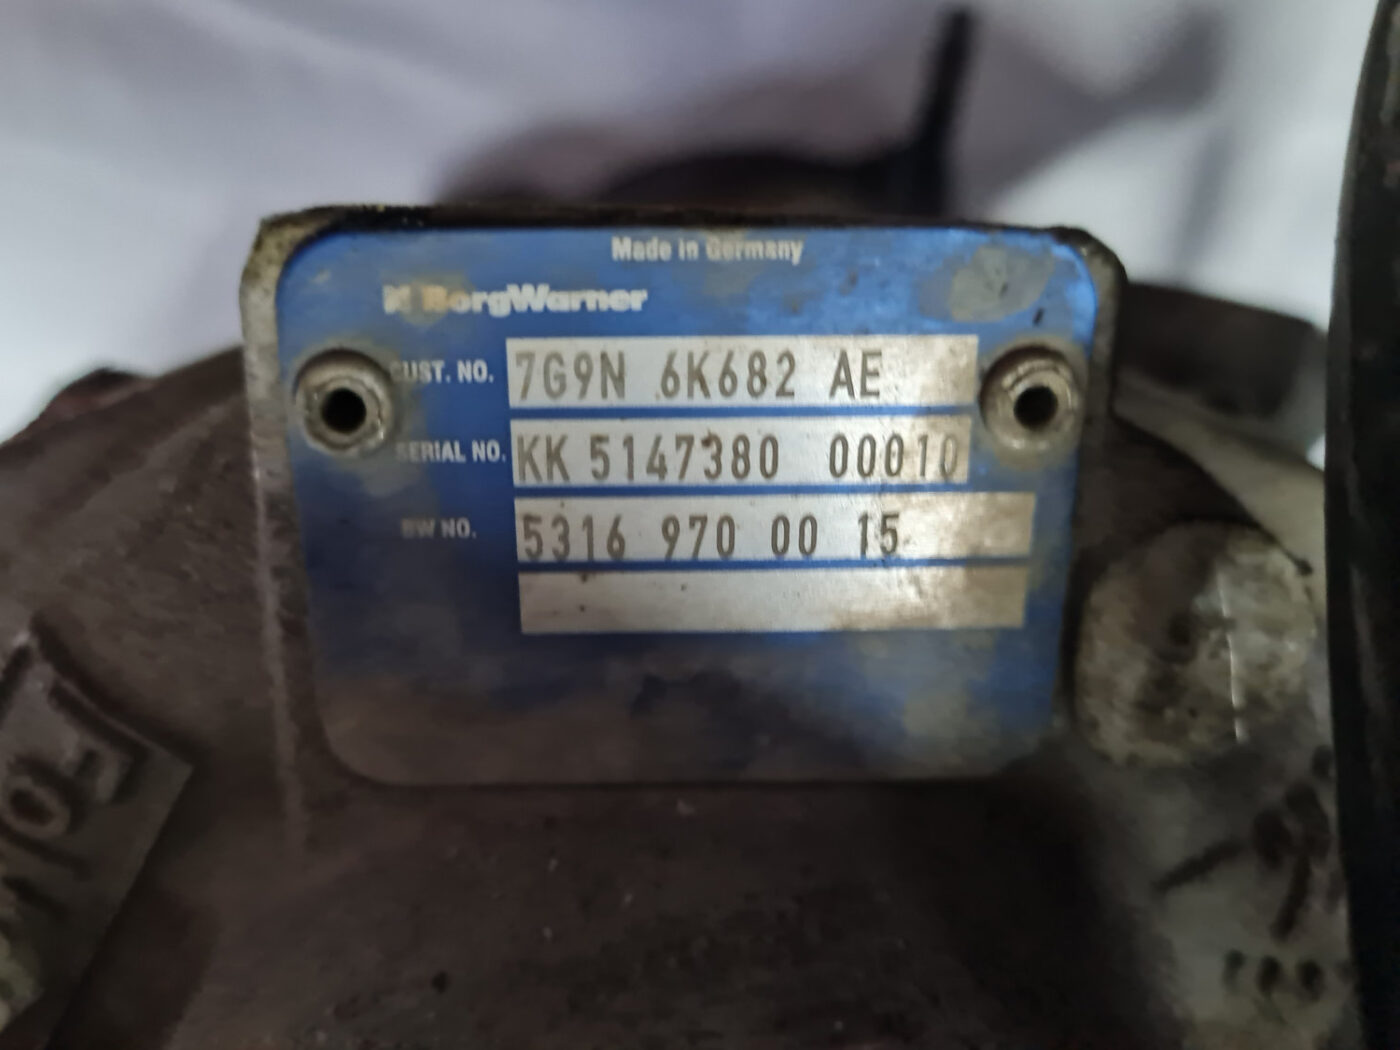 Made in Germany
BorgWarner
CUST. NO. 7G9N 6K682 AE
SERIAL NO. KK 5147380 00010
BW NO. 5316 970 00 15